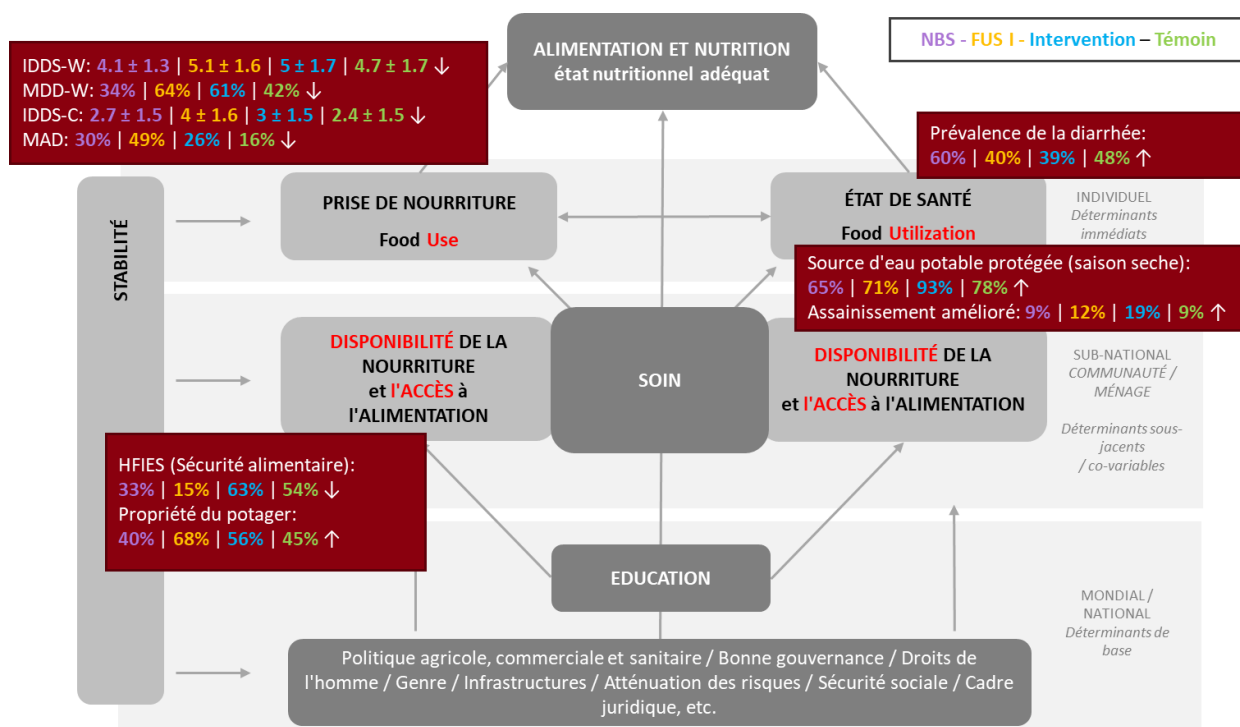 NBS - FUS I - Intervention – Témoin
ALIMENTATION ET NUTRITION
état nutritionnel adéquat
IDDS-W: 4.1 ± 1.3 | 5.1 ± 1.6 | 5 ± 1.7 | 4.7 ± 1.7 ↓
MDD-W: 34% | 64% | 61% | 42% ↓
IDDS-C: 2.7 ± 1.5 | 4 ± 1.6 | 3 ± 1.5 | 2.4 ± 1.5 ↓
MAD: 30% | 49% | 26% | 16% ↓
Prévalence de la diarrhée:
60% | 40% | 39% | 48% ↑
STABILITÉ
PRISE DE NOURRITURE
Food Use
ÉTAT DE SANTÉ
Food Utilization
INDIVIDUEL
Déterminants
immédiats
Source d'eau potable protégée (saison seche):
65% | 71% | 93% | 78% ↑
Assainissement amélioré: 9% | 12% | 19% | 9% ↑
DISPONIBILITÉ DE LA
NOURRITURE
et l'ACCÈS à
l'ALIMENTATION
SOIN
DISPONIBILITÉ DE LA
NOURRITURE
et l'ACCÈS à l'ALIMENTATION
SUB-NATIONAL
COMMUNAUTÉ /
MÉNAGE
Déterminants sous-
jacents
/ co-variables
HFIES (Sécurité alimentaire):
33% | 15% | 63% | 54% ↓
Propriété du potager:
40% | 68% | 56% | 45% ↑
EDUCATION
MONDIAL /
NATIONAL
Déterminants de
base
Politique agricole, commerciale et sanitaire / Bonne gouvernance / Droits de
l'homme / Genre / Infrastructures / Atténuation des risques / Sécurité sociale / Cadre
juridique, etc.